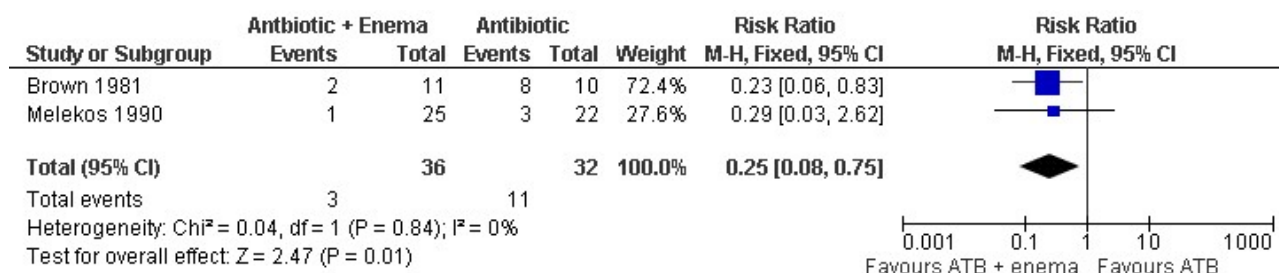 Antbiotic + Enema Antibiotic Risk Ratio Risk Ratio
Study or Subgroup Events Total Events Total Weight M-H, Fixed, 95% CI M-H, Fixed, 95% CI
Brown 1981 2 11 8 10 72.4% 0.23 [0.06, 0.83]
Melekos 1990 1 25 3 22 27.6% 0.29 [0.03, 2.62]
Total (95% CI) 36 32 100.0% 0.25 [0.08, 0.75]
Total events 3 11
Heterogeneity: Chi² = 0.04, df = 1 (P = 0.84); I² = 0%
Test for overall effect: Z = 2.47 (P = 0.01)
0.001 0.1 1 10 1000
Favours ATB + enema Favours ATB